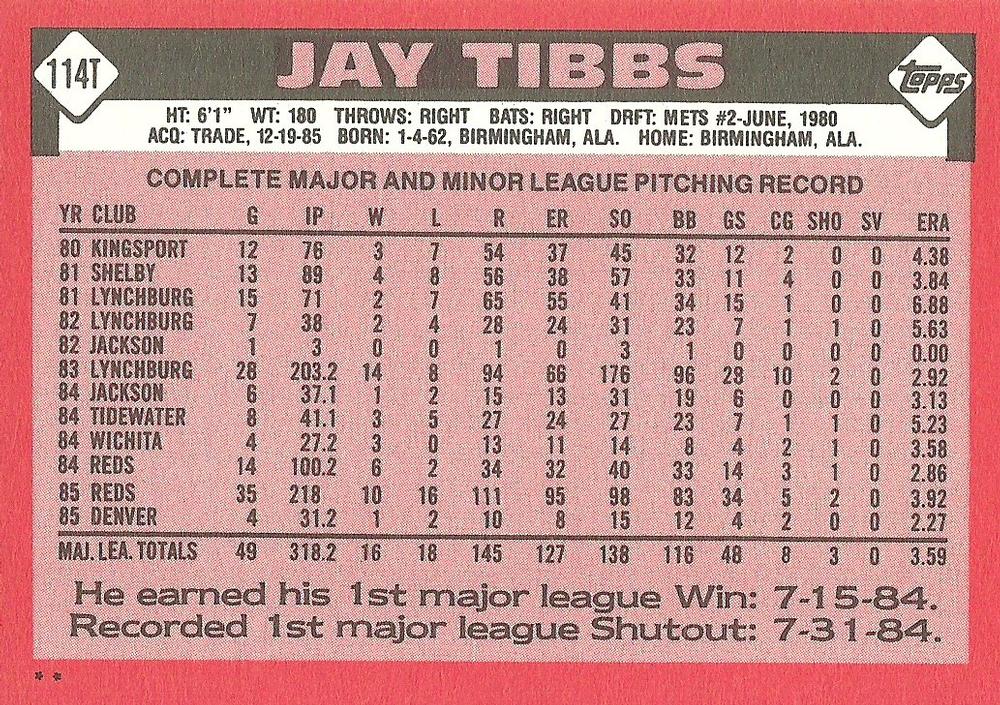 114T
JAY TIBBS
topps
HT: 6'1" WT: 180 THROWS: RIGHT BATS: RIGHT DRFT: METS #2-JUNE, 1980
ACQ: TRADE, 12-19-85 BORN: 1-4-62, BIRMINGHAM, ALA. HOME: BIRMINGHAM, ALA.
COMPLETE MAJOR AND MINOR LEAGUE PITCHING RECORD
YR CLUB G IP W L R ER SO BB GS CG SHO SV ERA
80 KINGSPORT 12 76 3 7 54 37 45 32 12 2 0 0 4.38
81 SHELBY 13 89 4 8 56 38 57 33 11 4 0 0 3.84
81 LYNCHBURG 15 71 2 7 65 55 41 34 15 1 0 0 6.88
82 LYNCHBURG 7 38 2 4 28 24 31 23 7 1 1 0 5.63
82 JACKSON 1 3 0 0 1 0 3 1 0 0 0 0 0.00
83 LYNCHBURG 28 203.2 14 8 94 66 176 96 28 10 2 0 2.92
84 JACKSON 6 37.1 1 2 15 13 31 19 6 0 0 0 3.13
84 TIDEWATER 8 41.1 3 5 27 24 27 23 7 1 1 0 5.23
84 WICHITA 4 27.2 3 0 13 11 14 8 4 2 1 0 3.58
84 REDS 14 100.2 6 2 34 32 40 33 14 3 1 0 2.86
85 REDS 35 218 10 16 111 95 98 83 34 5 2 0 3.92
85 DENVER 4 31.2 1 2 10 8 15 12 4 2 0 0 2.27
MAJ. LEA. TOTALS 49 318.2 16 18 145 127 138 116 48 8 3 0 3.59
He earned his 1st major league Win: 7-15-84.
Recorded 1st major league Shutout: 7-31-84.
* *